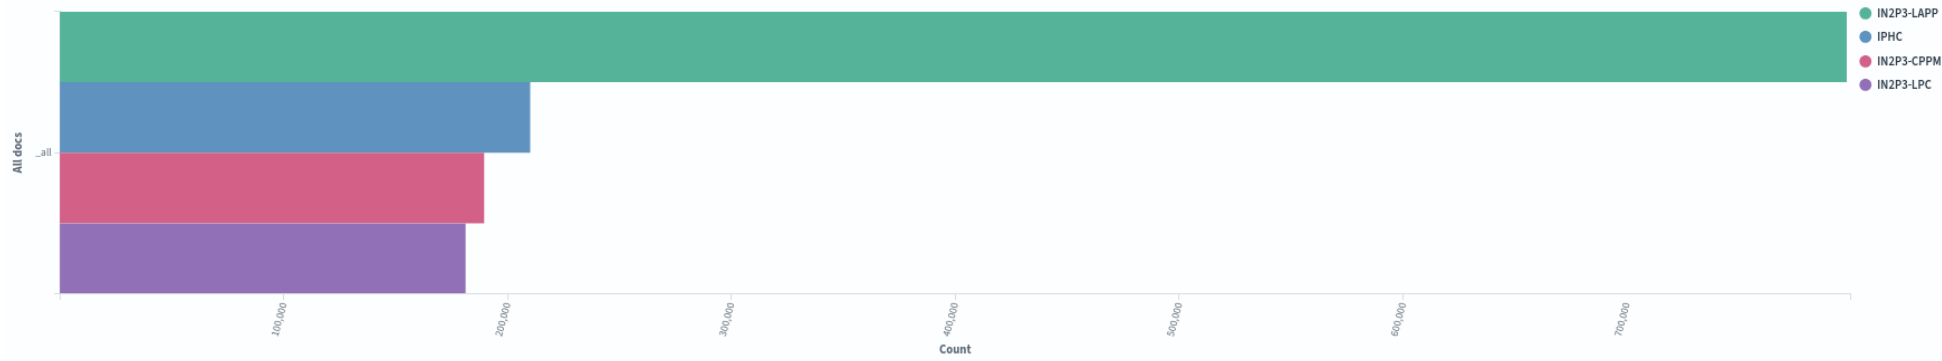 IN2P3-LAPP
IPHC
IN2P3-CPPM
IN2P3-LPC
All docs
_all
100,000
200,000
300,000
400,000
500,000
600,000
700,000
Count